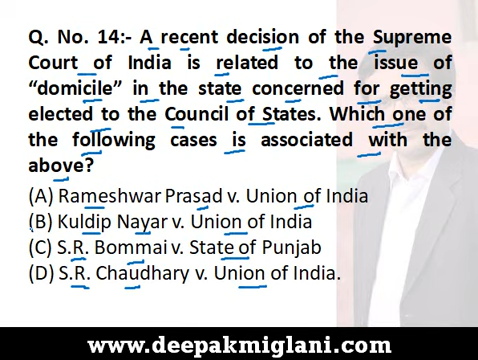 Q. No. 14:- A recent decision of the Supreme
Court of India is related to the issue of
“domicile” in the state concerned for getting
elected to the Council of States. Which one of
the following cases is associated with the
above?
(A) Rameshwar Prasad v. Union of India
(B) Kuldip Nayar v. Union of India
(C) S.R. Bommai v. State of Punjab
(D) S.R. Chaudhary v. Union of India.
www.deepakmiglani.com